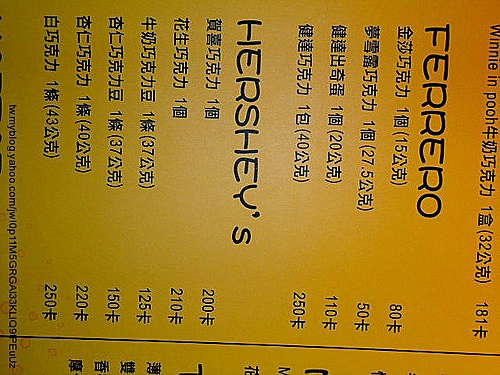 Winnie in pooh牛奶巧克力 1盒(32公克) 181卡
FERRERO
金莎巧克力 1個(15公克) 80卡
夢雪露巧克力 1個(27.5公克) 50卡
健達出奇蛋 1個(20公克) 110卡
健達巧克力 1包(40公克) 250卡
HERSHEY's
賀喜巧克力 1個 200卡
花生巧克力 1個 210卡
牛奶巧克力豆 1條(37公克) 125卡
杏仁巧克力豆 1條(37公克) 150卡
杏仁巧克力 1條(40公克) 220卡
白巧克力 1條(43公克) 250卡
花
薄
雙
香
摩